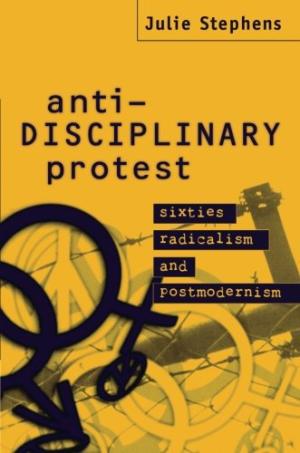 Julie Stephens
anti-
DISCIPLINARY
protest
sixties
radicalism
and
postmodernism